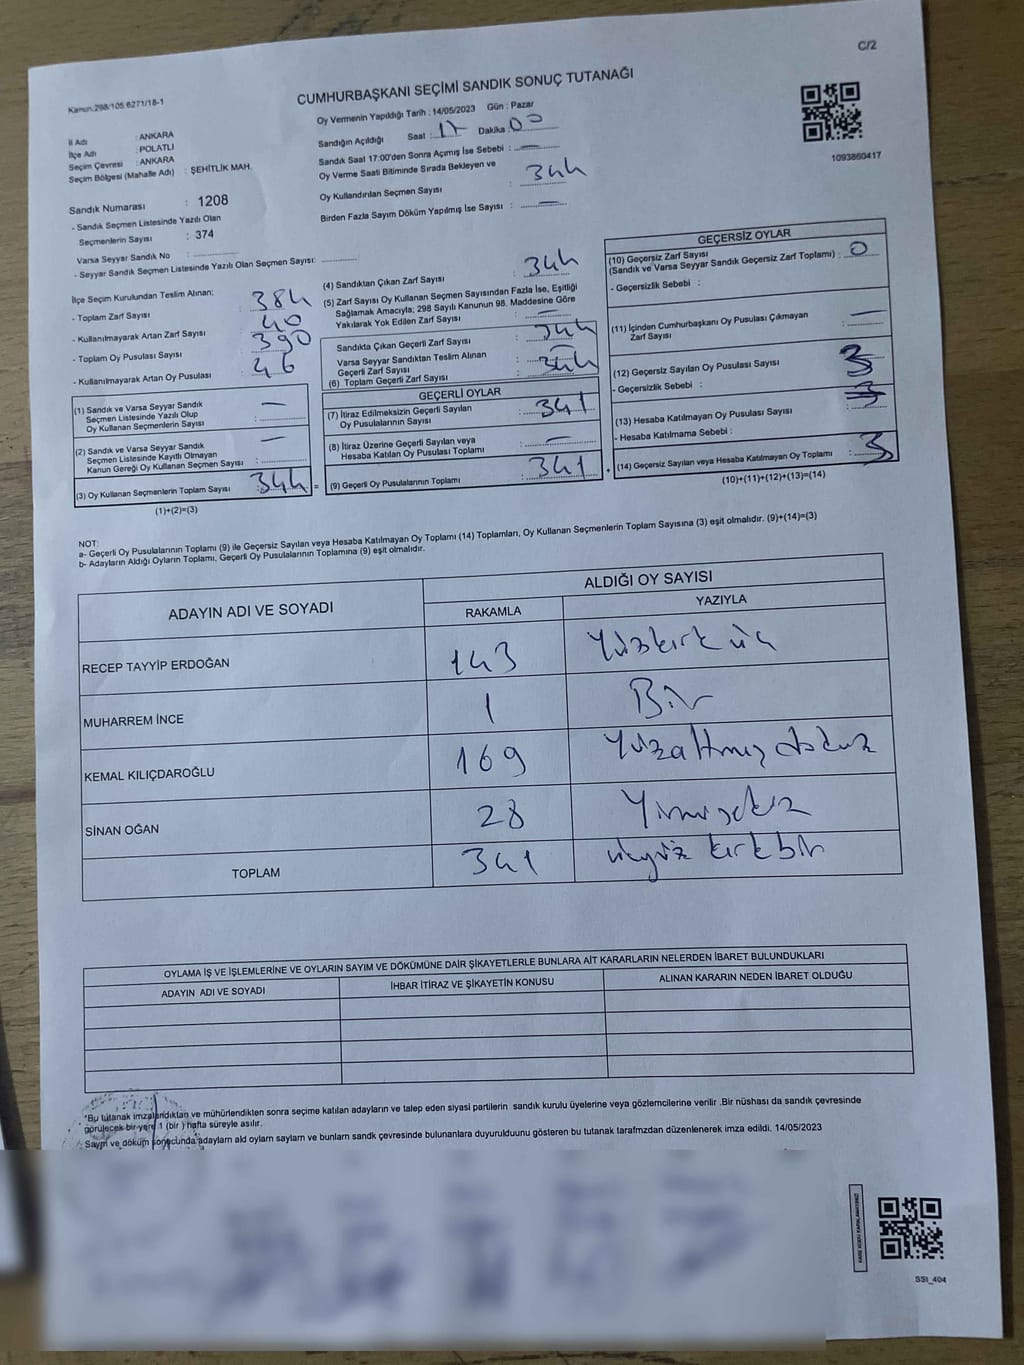 C/2
Kanun.298/105.6271/18-1
CUMHURBAŞKANI SEÇİMİ SANDIK SONUÇ TUTANAĞI
Oy Vermenin Yapıldığı Tarih : 14/05/2023 Gün : Pazar
İl Adı : ANKARA
İlçe Adı : POLATLI
Seçim Çevresi : ANKARA
Seçim Bölgesi (Mahalle Adı) : ŞEHİTLİK MAH.
Sandık Numarası : 1208
- Sandık Seçmen Listesinde Yazılı Olan
Seçmenlerin Sayısı : 374
Varsa Seyyar Sandık No :
- Seyyar Sandık Seçmen Listesinde Yazılı Olan Seçmen Sayısı:
Sandığın Açıldığı Saat : 17 Dakika : 00
Sandık Saat 17:00'den Sonra Açımış İse Sebebi : —
Oy Verme Saati Bitiminde Sırada Bekleyen ve
Oy Kullandırılan Seçmen Sayısı : 344
Birden Fazla Sayım Döküm Yapılmış İse Sayısı : —
1093860417
İlçe Seçim Kurulundan Teslim Alınan;
- Toplam Zarf Sayısı : 384
- Kullanılmayarak Artan Zarf Sayısı : 40
- Toplam Oy Pusulası Sayısı : 390
- Kullanılmayarak Artan Oy Pusulası : 46
(1) Sandık ve Varsa Seyyar Sandık
Seçmen Listesinde Yazılı Olup
Oy Kullanan Seçmenlerin Sayısı : —
(2) Sandık ve Varsa Seyyar Sandık
Seçmen Listesinde Kayıtlı Olmayan
Kanun Gereği Oy Kullanan Seçmen Sayısı : —
(3) Oy Kullanan Seçmenlerin Toplam Sayısı : 344
(1)+(2)=(3)
(4) Sandıktan Çıkan Zarf Sayısı : 344
(5) Zarf Sayısı Oy Kullanan Seçmen Sayısından Fazla İse, Eşitliği
Sağlamak Amacıyla; 298 Sayılı Kanunun 98. Maddesine Göre
Yakılarak Yok Edilen Zarf Sayısı : —
Sandıkta Çıkan Geçerli Zarf Sayısı : 344
Varsa Seyyar Sandıktan Teslim Alınan
Geçerli Zarf Sayısı : —
(6) Toplam Geçerli Zarf Sayısı : 344
GEÇERLİ OYLAR
(7) İtiraz Edilmeksizin Geçerli Sayılan
Oy Pusulalarının Sayısı : 341
(8) İtiraz Üzerine Geçerli Sayılan veya
Hesaba Katılan Oy Pusulası Toplamı : —
(9) Geçerli Oy Pusulalarının Toplamı : 341
GEÇERSİZ OYLAR
(10) Geçersiz Zarf Sayısı
(Sandık ve Varsa Seyyar Sandık Geçersiz Zarf Toplamı) : 0
- Geçersizlik Sebebi :
(11) İçinden Cumhurbaşkanı Oy Pusulası Çıkmayan
Zarf Sayısı : —
(12) Geçersiz Sayılan Oy Pusulası Sayısı : 3
- Geçersizlik Sebebi :
(13) Hesaba Katılmayan Oy Pusulası Sayısı :
- Hesaba Katılmama Sebebi :
(14) Geçersiz Sayılan veya Hesaba Katılmayan Oy Toplamı : 3
(10)+(11)+(12)+(13)=(14)
NOT:
a- Geçerli Oy Pusulalarının Toplamı (9) ile Geçersiz Sayılan veya Hesaba Katılmayan Oy Toplamı (14) Toplamları, Oy Kullanan Seçmenlerin Toplam Sayısına (3) eşit olmalıdır. (9)+(14)=(3)
b- Adayların Aldığı Oyların Toplamı, Geçerli Oy Pusulalarının Toplamına (9) eşit olmalıdır.
ADAYIN ADI VE SOYADI ALDIĞI OY SAYISI
RAKAMLA YAZIYLA
RECEP TAYYİP ERDOĞAN 143 Yüzkırk üç
MUHARREM İNCE 1 Bir
KEMAL KILIÇDAROĞLU 169 Yüzaltmış dokuz
SİNAN OĞAN 28 Yirmisekiz
TOPLAM 341 üçyüz kırkbir
OYLAMA İŞ VE İŞLEMLERİNE VE OYLARIN SAYIM VE DÖKÜMÜNE DAİR ŞİKAYETLERLE BUNLARA AİT KARARLARIN NELERDEN İBARET BULUNDUKLARI
ADAYIN ADI VE SOYADI İHBAR İTİRAZ VE ŞİKAYETİN KONUSU ALINAN KARARIN NEDEN İBARET OLDUĞU
"Bu tutanak imzalandıktan ve mühürlendikten sonra seçime katılan adayların ve talep eden siyasi partilerin sandık kurulu üyelerine veya gözlemcilerine verilir .Bir nüshası da sandık çevresinde
görülecek bir yere 1 (bir ) hafta süreyle asılır.
Sayım ve döküm sonucunda adayların ald oyların sayların ve bunların sandk çevresinde bulunanlara duyurulduunu gösteren bu tutanak tarafmzdan düzenlenerek imza edildi. 14/05/2023
SSI_404